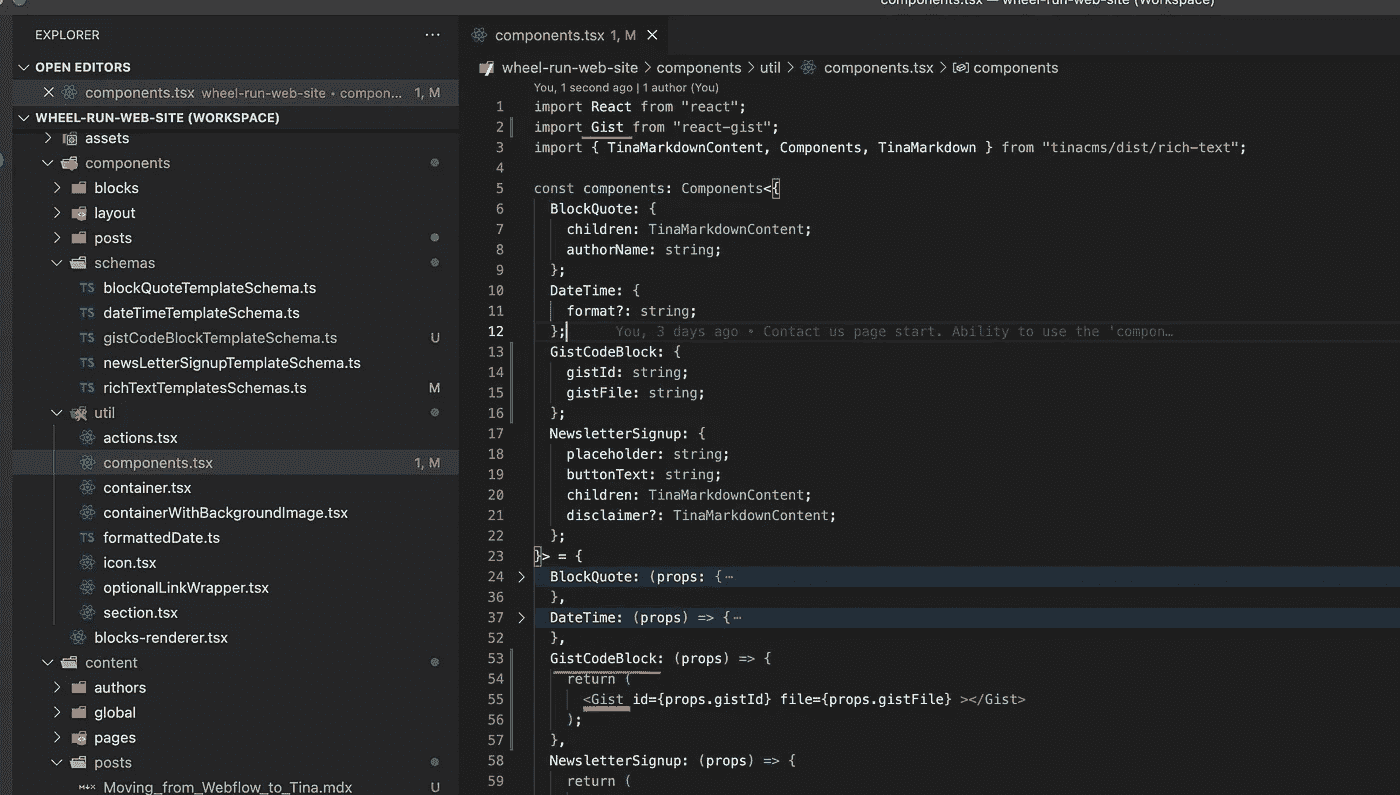 components.tsx — wheel-run-web-site (Workspace)
EXPLORER
OPEN EDITORS
components.tsx wheel-run-web-site • compon... 1, M
WHEEL-RUN-WEB-SITE (WORKSPACE)
assets
components
blocks
layout
posts
schemas
TS blockQuoteTemplateSchema.ts
TS dateTimeTemplateSchema.ts
TS gistCodeBlockTemplateSchema.ts U
TS newsLetterSignupTemplateSchema.ts
TS richTextTemplatesSchemas.ts M
util
actions.tsx
components.tsx 1, M
container.tsx
containerWithBackgroundImage.tsx
TS formattedDate.ts
icon.tsx
optionalLinkWrapper.tsx
section.tsx
blocks-renderer.tsx
content
authors
global
pages
posts
Moving_from_Webflow_to_Tina.mdx U
components.tsx 1, M
wheel-run-web-site > components > util > components.tsx > components
You, 1 second ago | 1 author (You)
1 import React from "react";
2 import Gist from "react-gist";
3 import { TinaMarkdownContent, Components, TinaMarkdown } from "tinacms/dist/rich-text";
4
5 const components: Components<{
6 BlockQuote: {
7 children: TinaMarkdownContent;
8 authorName: string;
9 };
10 DateTime: {
11 format?: string;
12 }; You, 3 days ago • Contact us page start. Ability to use the 'compon…
13 GistCodeBlock: {
14 gistId: string;
15 gistFile: string;
16 };
17 NewsletterSignup: {
18 placeholder: string;
19 buttonText: string;
20 children: TinaMarkdownContent;
21 disclaimer?: TinaMarkdownContent;
22 };
23 }> = {
24 BlockQuote: (props: {⋯
36 },
37 DateTime: (props) => {⋯
52 },
53 GistCodeBlock: (props) => {
54 return (
55 <Gist id={props.gistId} file={props.gistFile} ></Gist>
56 );
57 },
58 NewsletterSignup: (props) => {
59 return (